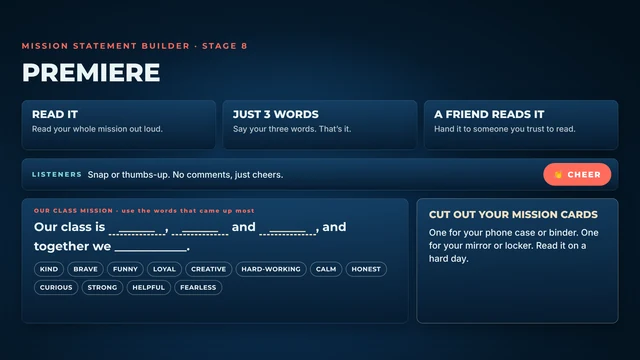 MISSION STATEMENT BUILDER · STAGE 8
PREMIERE
READ IT
Read your whole mission out loud.
JUST 3 WORDS
Say your three words. That's it.
A FRIEND READS IT
Hand it to someone you trust to read.
LISTENERS Snap or thumbs-up. No comments, just cheers.
👏 CHEER
OUR CLASS MISSION · use the words that came up most
Our class is ______, ______ and ______, and
together we ____________.
KIND BRAVE FUNNY LOYAL CREATIVE HARD-WORKING CALM HONEST
CURIOUS STRONG HELPFUL FEARLESS
CUT OUT YOUR MISSION CARDS
One for your phone case or binder. One
for your mirror or locker. Read it on a
hard day.